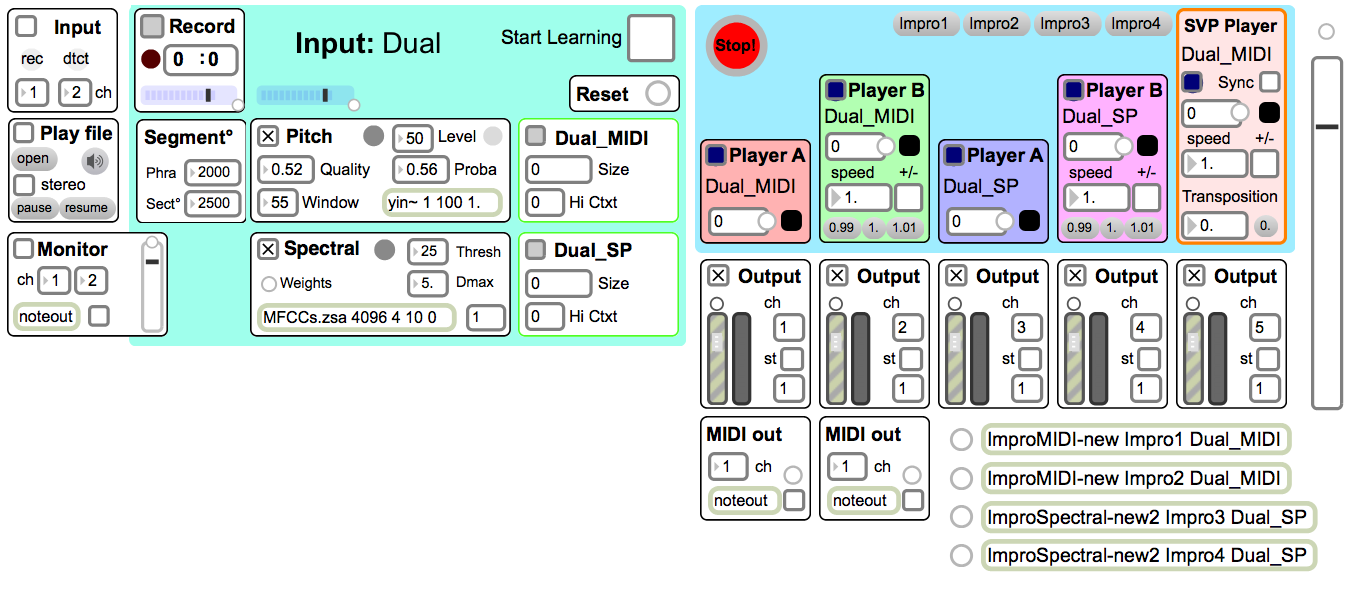 Input
rec dtct
1 2 ch
Record
0 :0
Input: Dual
Start Learning
Reset
Play file
open
stereo
pause resume
Segment°
Phra 2000
Sect° 2500
Pitch 50 Level
0.52 Quality 0.56 Proba
55 Window yin~ 1 100 1.
Dual_MIDI
0 Size
0 Hi Ctxt
Monitor
ch 1 2
noteout
Spectral 25 Thresh
Weights 5. Dmax
MFCCs.zsa 4096 4 10 0 1
Dual_SP
0 Size
0 Hi Ctxt
Stop!
Impro1 Impro2 Impro3 Impro4
Player A
Dual_MIDI
0
Player B
Dual_MIDI
0
speed +/-
1.
0.99 1. 1.01
Player A
Dual_SP
0
Player B
Dual_SP
0
speed +/-
1.
0.99 1. 1.01
SVP Player
Dual_MIDI
Sync
0
speed +/-
1.
Transposition
0. 0.
Output
ch
1
st
1
Output
ch
2
st
1
Output
ch
3
st
1
Output
ch
4
st
1
Output
ch
5
st
1
MIDI out
1 ch
noteout
MIDI out
1 ch
noteout
ImproMIDI-new Impro1 Dual_MIDI
ImproMIDI-new Impro2 Dual_MIDI
ImproSpectral-new2 Impro3 Dual_SP
ImproSpectral-new2 Impro4 Dual_SP